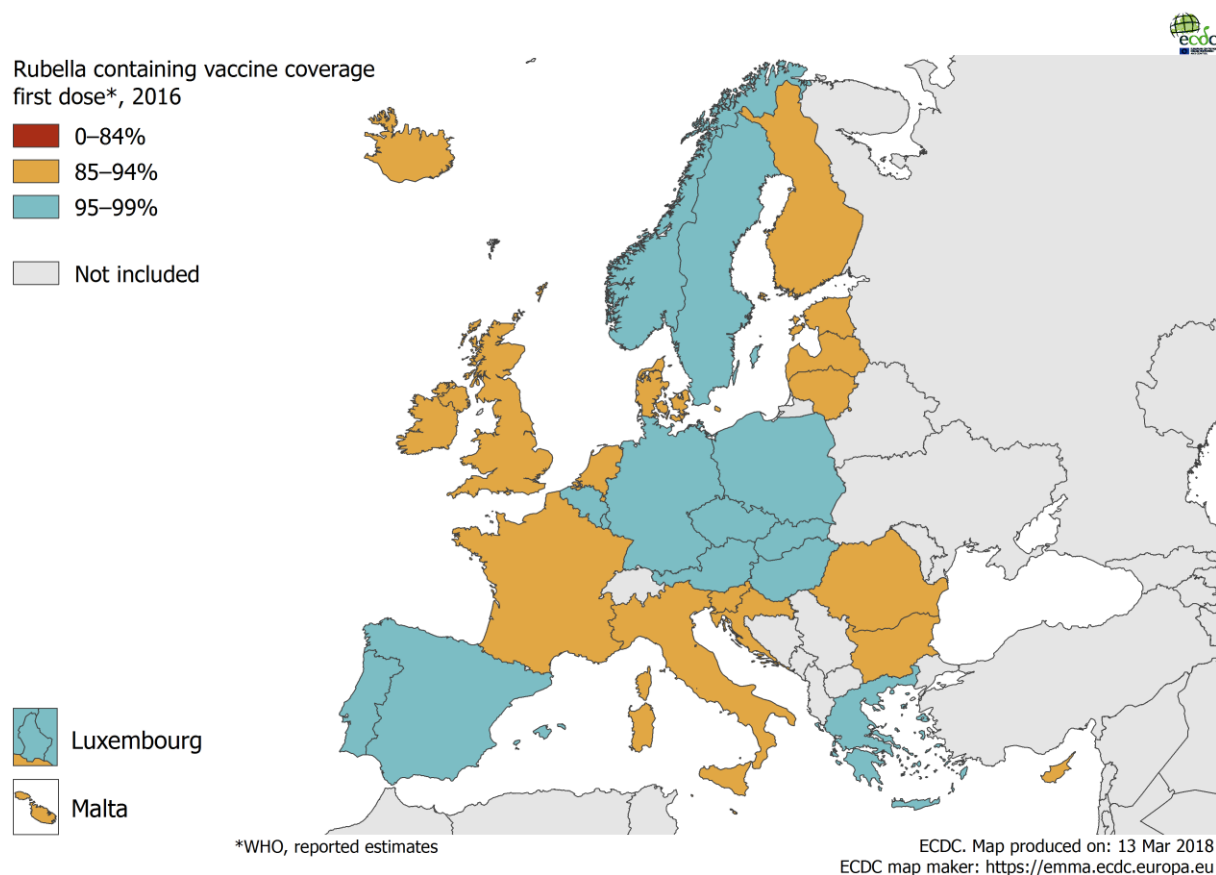 ecdc
Rubella containing vaccine coverage
first dose*, 2016
0–84%
85–94%
95–99%
Not included
Luxembourg
Malta
*WHO, reported estimates
ECDC. Map produced on: 13 Mar 2018
ECDC map maker: https://emma.ecdc.europa.eu